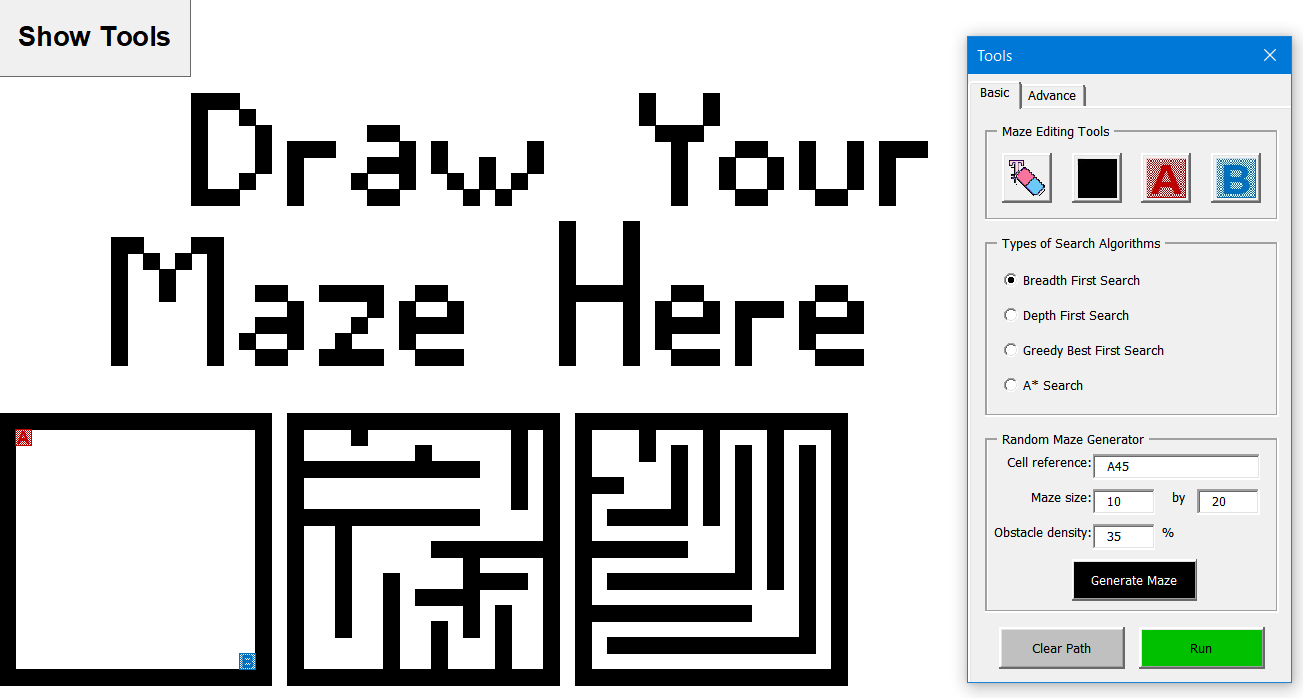 Show Tools
Draw Your
Maze Here
A
B
Tools
Basic Advance
Maze Editing Tools
T A B
Types of Search Algorithms
Breadth First Search
Depth First Search
Greedy Best First Search
A* Search
Random Maze Generator
Cell reference: A45
Maze size: 10 by 20
Obstacle density: 35 %
Generate Maze
Clear Path Run